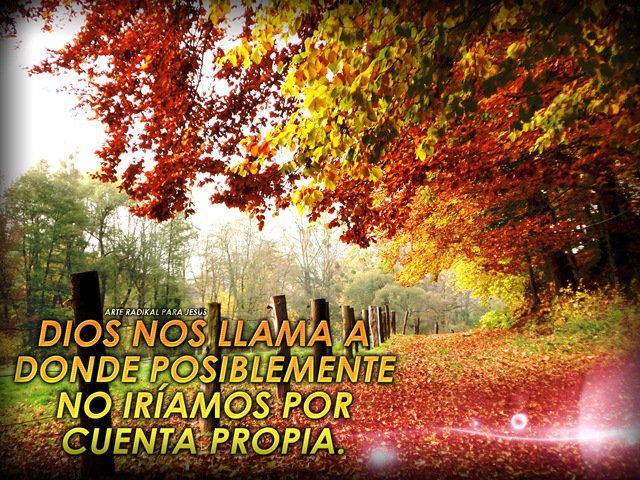 ARTE RADIKAL PARA JESUS
DIOS NOS LLAMA A
DONDE POSIBLEMENTE
NO IRÍAMOS POR
CUENTA PROPIA.